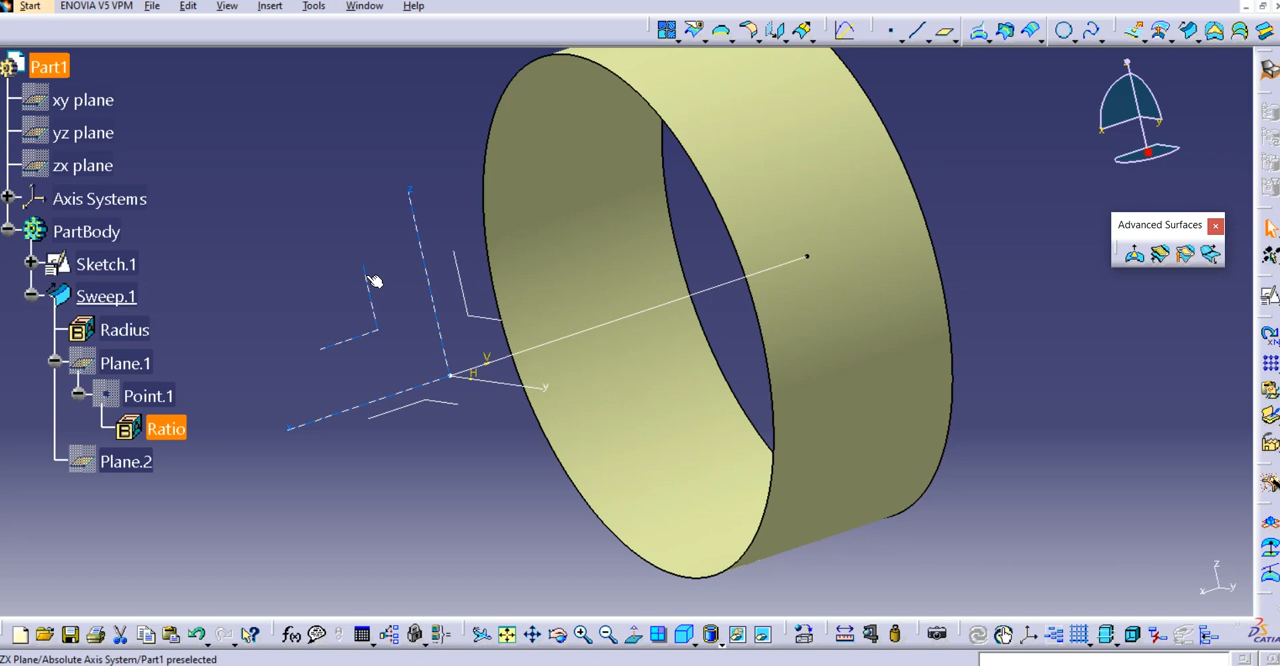 Start ENOVIA V5 VPM File Edit View Insert Tools Window Help
Part1
xy plane
yz plane
zx plane
Axis Systems
PartBody
Sketch.1
Sweep.1
Radius
Plane.1
Point.1
Ratio
Plane.2
z
V
H
y
x
y
Advanced Surfaces
z
x y
f(x)
CATIA
ZX Plane/Absolute Axis System/Part1 preselected